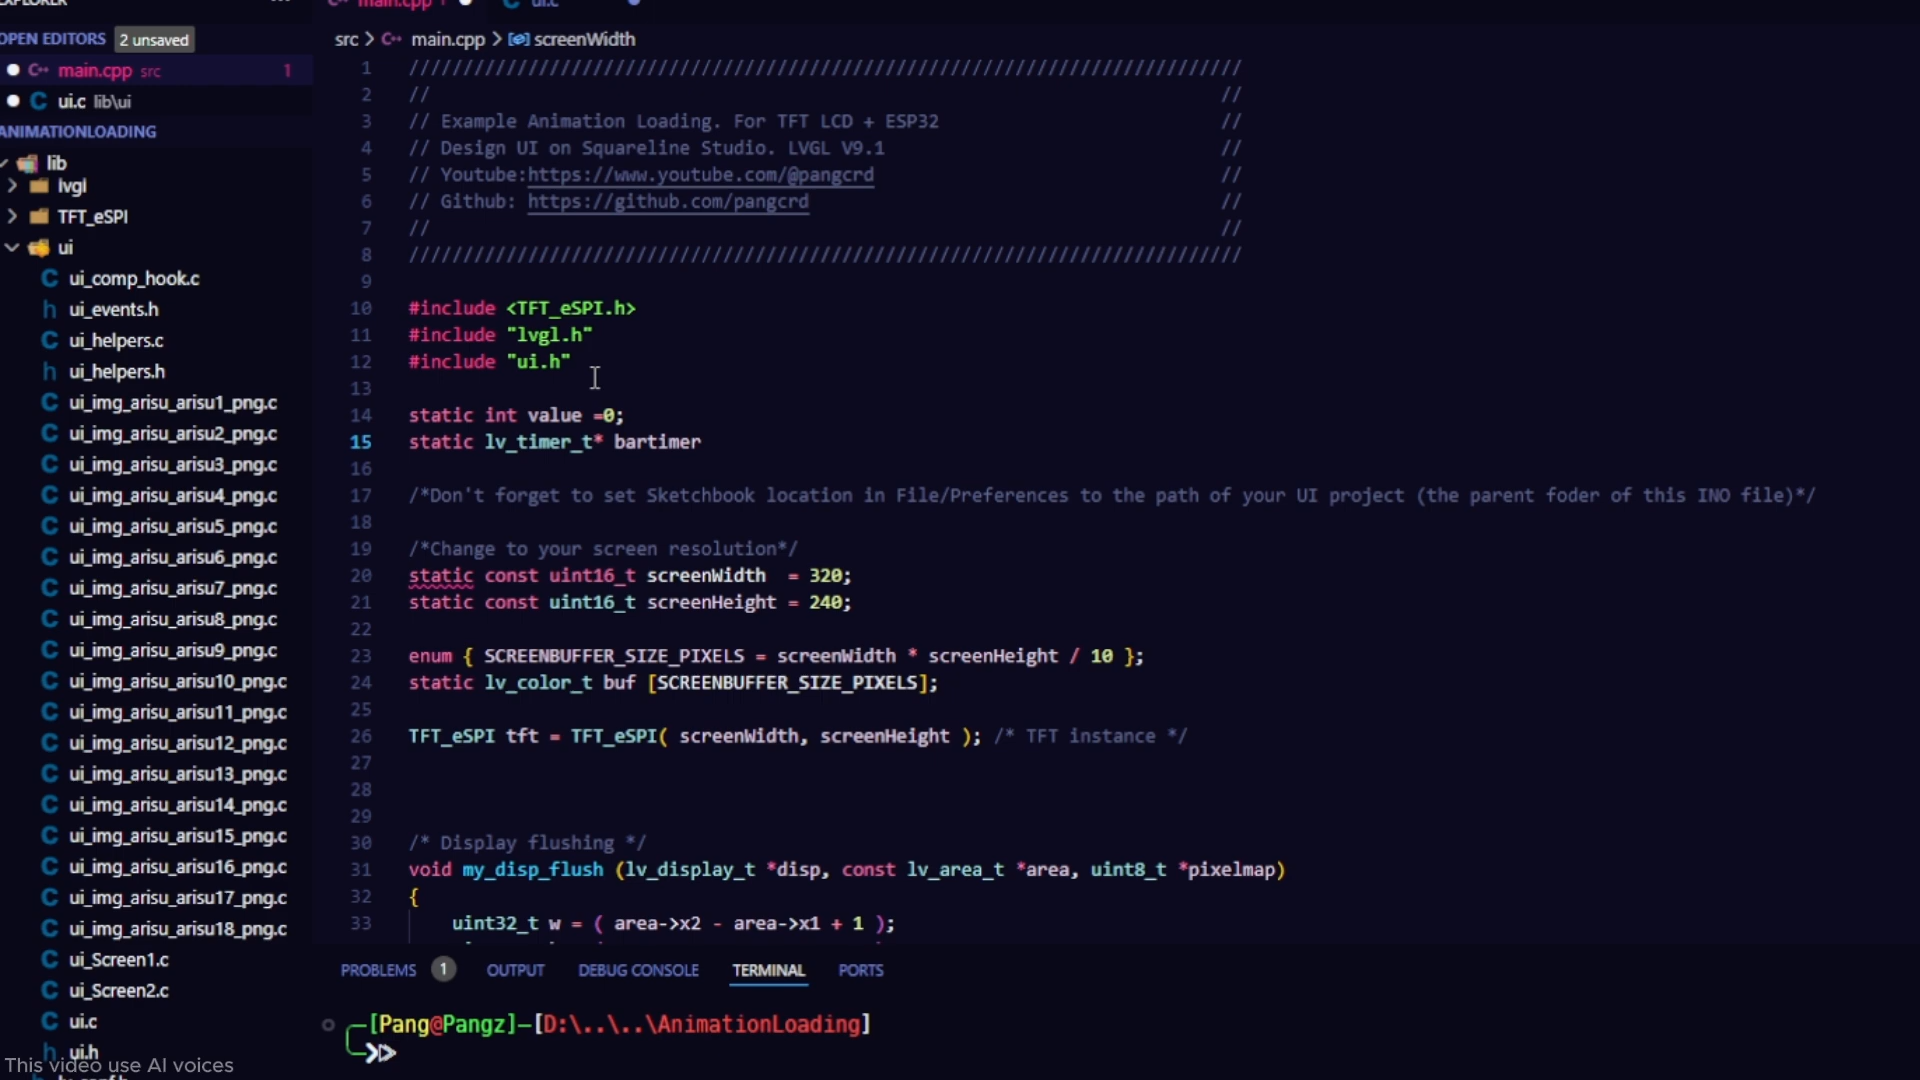 EXPLORER
OPEN EDITORS 2 unsaved
main.cpp src 1
ui.c lib\ui
ANIMATIONLOADING
lib
lvgl
TFT_eSPI
ui
ui_comp_hook.c
ui_events.h
ui_helpers.c
ui_helpers.h
ui_img_arisu_arisu1_png.c
ui_img_arisu_arisu2_png.c
ui_img_arisu_arisu3_png.c
ui_img_arisu_arisu4_png.c
ui_img_arisu_arisu5_png.c
ui_img_arisu_arisu6_png.c
ui_img_arisu_arisu7_png.c
ui_img_arisu_arisu8_png.c
ui_img_arisu_arisu9_png.c
ui_img_arisu_arisu10_png.c
ui_img_arisu_arisu11_png.c
ui_img_arisu_arisu12_png.c
ui_img_arisu_arisu13_png.c
ui_img_arisu_arisu14_png.c
ui_img_arisu_arisu15_png.c
ui_img_arisu_arisu16_png.c
ui_img_arisu_arisu17_png.c
ui_img_arisu_arisu18_png.c
ui_Screen1.c
ui_Screen2.c
ui.c
ui.h
This video use AI voices
main.cpp 1 ui.c
src > main.cpp > screenWidth
1 /////////////////////////////////////////////////////////////////////////////
2 // //
3 // Example Animation Loading. For TFT LCD + ESP32 //
4 // Design UI on Squareline Studio. LVGL V9.1 //
5 // Youtube:https://www.youtube.com/@pangcrd //
6 // Github: https://github.com/pangcrd //
7 // //
8 /////////////////////////////////////////////////////////////////////////////
9
10 #include <TFT_eSPI.h>
11 #include "lvgl.h"
12 #include "ui.h"
13
14 static int value =0;
15 static lv_timer_t* bartimer
16
17 /*Don't forget to set Sketchbook location in File/Preferences to the path of your UI project (the parent foder of this INO file)*/
18
19 /*Change to your screen resolution*/
20 static const uint16_t screenWidth  = 320;
21 static const uint16_t screenHeight = 240;
22
23 enum { SCREENBUFFER_SIZE_PIXELS = screenWidth * screenHeight / 10 };
24 static lv_color_t buf [SCREENBUFFER_SIZE_PIXELS];
25
26 TFT_eSPI tft = TFT_eSPI( screenWidth, screenHeight ); /* TFT instance */
27
28
29
30 /* Display flushing */
31 void my_disp_flush (lv_display_t *disp, const lv_area_t *area, uint8_t *pixelmap)
32 {
33 uint32_t w = ( area->x2 - area->x1 + 1 );
PROBLEMS 1 OUTPUT DEBUG CONSOLE TERMINAL PORTS
[Pang@Pangz]-[D:\..\..\AnimationLoading]